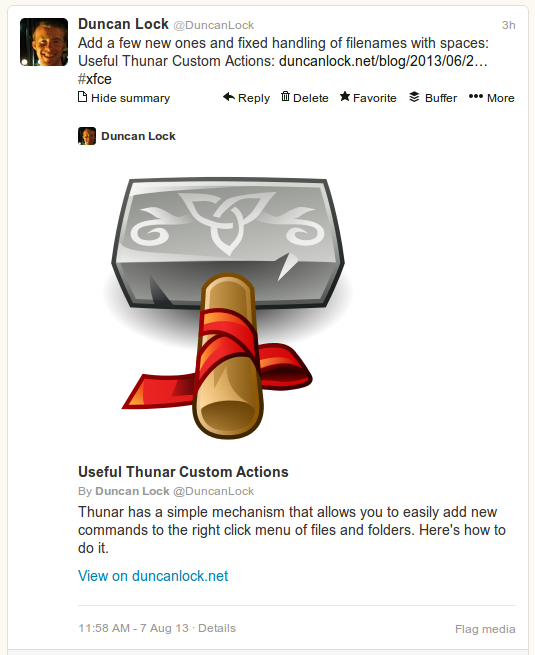 Duncan Lock @DuncanLock 3h
Add a few new ones and fixed handling of filenames with spaces:
Useful Thunar Custom Actions: duncanlock.net/blog/2013/06/2…
#xfce
Hide summary Reply Delete Favorite Buffer More
Duncan Lock
Useful Thunar Custom Actions
By Duncan Lock @DuncanLock
Thunar has a simple mechanism that allows you to easily add new
commands to the right click menu of files and folders. Here's how to
do it.
View on duncanlock.net
11:58 AM - 7 Aug 13 · Details Flag media